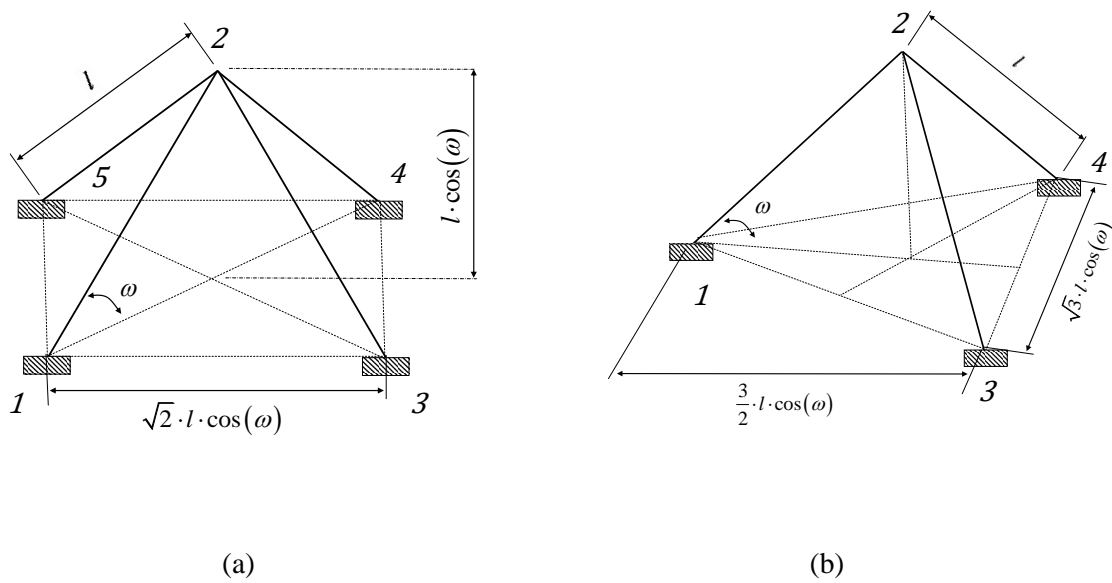 2
l
l·cos(ω)
5
4
ω
1
3
√2·l·cos(ω)
(a)
2
l
4
ω
1
√3·l·cos(ω)
3
3/2·l·cos(ω)
(b)